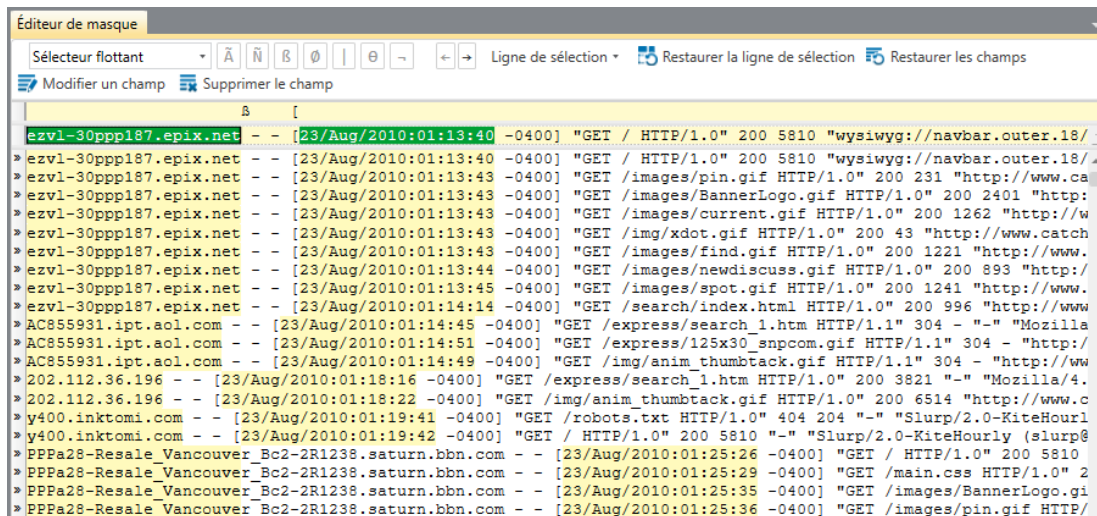 Éditeur de masque
Sélecteur flottant Ã Ñ ß Ø | Ө ¬ ← → Ligne de sélection Restaurer la ligne de sélection Restaurer les champs
Modifier un champ Supprimer le champ
ß [
ezvl-30ppp187.epix.net - - [23/Aug/2010:01:13:40 -0400] "GET / HTTP/1.0" 200 5810 "wysiwyg://navbar.outer.18/
» ezvl-30ppp187.epix.net - - [23/Aug/2010:01:13:40 -0400] "GET / HTTP/1.0" 200 5810 "wysiwyg://navbar.outer.18/
» ezvl-30ppp187.epix.net - - [23/Aug/2010:01:13:43 -0400] "GET /images/pin.gif HTTP/1.0" 200 231 "http://www.ca
» ezvl-30ppp187.epix.net - - [23/Aug/2010:01:13:43 -0400] "GET /images/BannerLogo.gif HTTP/1.0" 200 2401 "http:
» ezvl-30ppp187.epix.net - - [23/Aug/2010:01:13:43 -0400] "GET /images/current.gif HTTP/1.0" 200 1262 "http://w
» ezvl-30ppp187.epix.net - - [23/Aug/2010:01:13:43 -0400] "GET /img/xdot.gif HTTP/1.0" 200 43 "http://www.catch
» ezvl-30ppp187.epix.net - - [23/Aug/2010:01:13:43 -0400] "GET /images/find.gif HTTP/1.0" 200 1221 "http://www.
» ezvl-30ppp187.epix.net - - [23/Aug/2010:01:13:44 -0400] "GET /images/newdiscuss.gif HTTP/1.0" 200 893 "http:/
» ezvl-30ppp187.epix.net - - [23/Aug/2010:01:13:45 -0400] "GET /images/spot.gif HTTP/1.0" 200 1241 "http://www.
» ezvl-30ppp187.epix.net - - [23/Aug/2010:01:14:14 -0400] "GET /search/index.html HTTP/1.0" 200 996 "http://www
» AC855931.ipt.aol.com - - [23/Aug/2010:01:14:45 -0400] "GET /express/search_1.htm HTTP/1.1" 304 - "-" "Mozilla
» AC855931.ipt.aol.com - - [23/Aug/2010:01:14:51 -0400] "GET /express/125x30_snpcom.gif HTTP/1.1" 304 - "http:/
» AC855931.ipt.aol.com - - [23/Aug/2010:01:14:49 -0400] "GET /img/anim_thumbtack.gif HTTP/1.1" 304 - "http://ww
» 202.112.36.196 - - [23/Aug/2010:01:18:16 -0400] "GET /express/search_1.htm HTTP/1.0" 200 3821 "-" "Mozilla/4.
» 202.112.36.196 - - [23/Aug/2010:01:18:22 -0400] "GET /img/anim_thumbtack.gif HTTP/1.0" 200 6514 "http://www.c
» y400.inktomi.com - - [23/Aug/2010:01:19:41 -0400] "GET /robots.txt HTTP/1.0" 404 204 "-" "Slurp/2.0-KiteHourl
» y400.inktomi.com - - [23/Aug/2010:01:19:42 -0400] "GET / HTTP/1.0" 200 5810 "-" "Slurp/2.0-KiteHourly (slurp@
» PPPa28-Resale_Vancouver_Bc2-2R1238.saturn.bbn.com - - [23/Aug/2010:01:25:26 -0400] "GET / HTTP/1.0" 200 5810
» PPPa28-Resale_Vancouver_Bc2-2R1238.saturn.bbn.com - - [23/Aug/2010:01:25:29 -0400] "GET /main.css HTTP/1.0" 2
» PPPa28-Resale_Vancouver_Bc2-2R1238.saturn.bbn.com - - [23/Aug/2010:01:25:35 -0400] "GET /images/BannerLogo.gi
» PPPa28-Resale_Vancouver_Bc2-2R1238.saturn.bbn.com - - [23/Aug/2010:01:25:36 -0400] "GET /images/pin.gif HTTP/